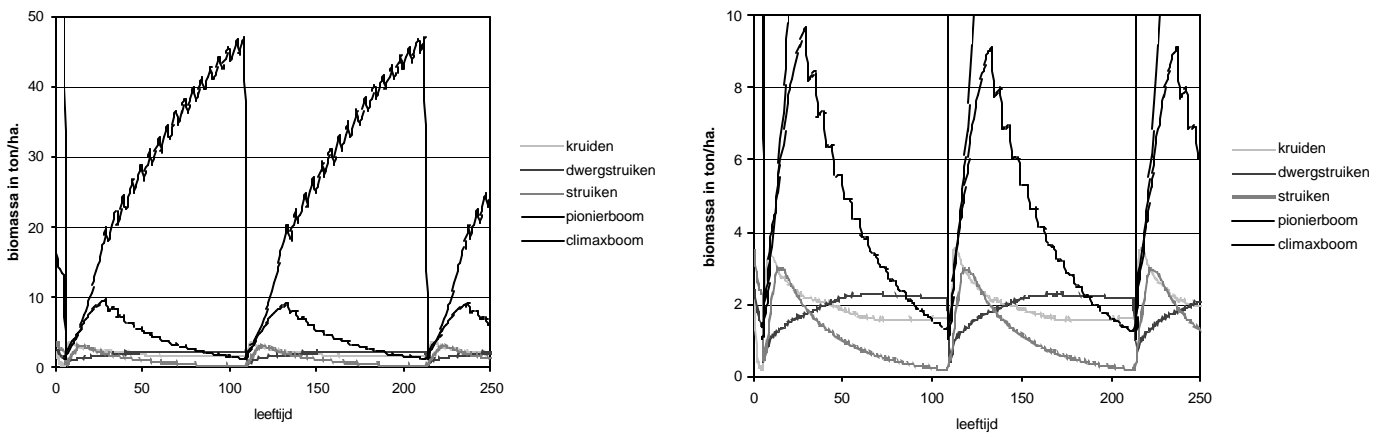 biomassa in ton/ha.
50
40
30
20
10
0
0 50 100 150 200 250
leeftijd
kruiden
dwergstruiken
struiken
pionierboom
climaxboom
biomassa in ton/ha.
10
8
6
4
2
0
0 50 100 150 200 250
leeftijd
kruiden
dwergstruiken
struiken
pionierboom
climaxboom